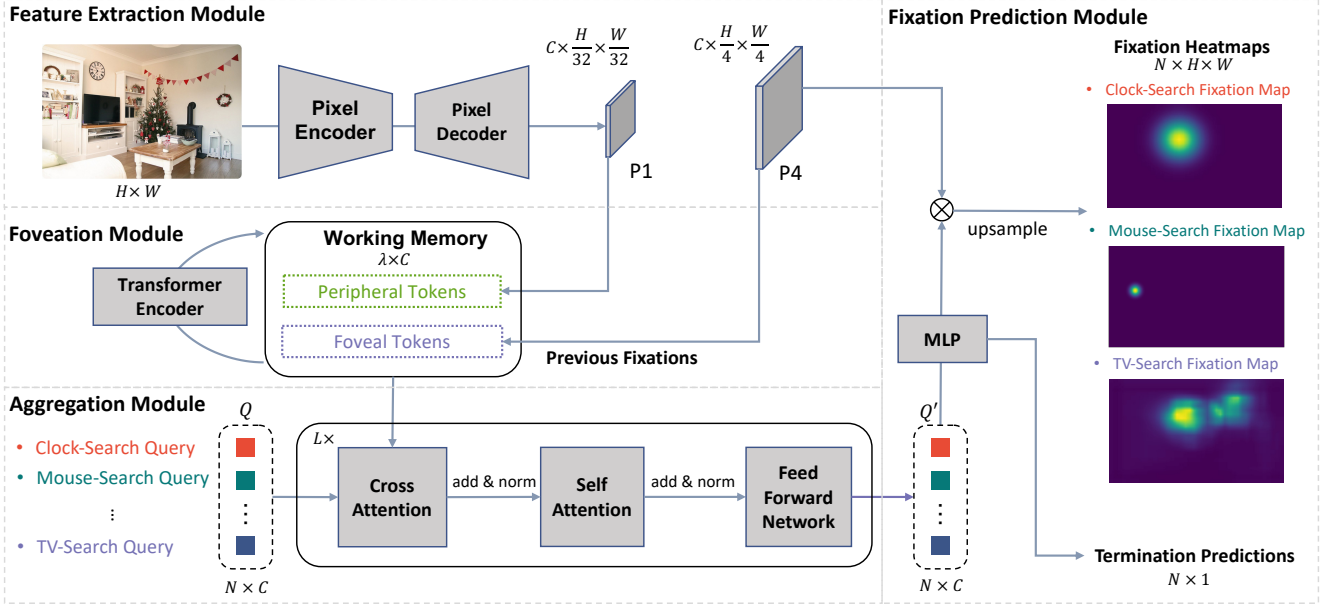 Feature Extraction Module
H × W
Pixel
Encoder
Pixel
Decoder
C × H/32 × W/32
P1
C × H/4 × W/4
P4
Foveation Module
Transformer
Encoder
Working Memory
λ×C
Peripheral Tokens
Foveal Tokens
Previous Fixations
Aggregation Module
Q
• Clock-Search Query
• Mouse-Search Query
⋮
• TV-Search Query
N × C
L×
Cross
Attention
add & norm
Self
Attention
add & norm
Feed
Forward
Network
Fixation Prediction Module
Fixation Heatmaps
N × H × W
• Clock-Search Fixation Map
upsample
• Mouse-Search Fixation Map
MLP
• TV-Search Fixation Map
Q′
N × C
Termination Predictions
N × 1